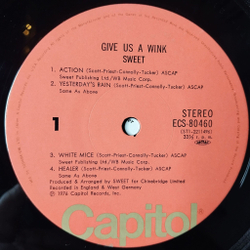 GIVE US A WINK
SWEET
1. ACTION (Scott-Priest-Connolly-Tucker) ASCAP
Sweet Publishing Ltd/WB Music Corp.
2. YESTERDAY'S RAIN (Scott-Priest-Connolly-Tucker) ASCAP
Same As Above
1
STEREO
ECS-80460
3. WHITE MICE (Scott-Priest-Connolly-Tucker) ASCAP
Sweet Publishing Ltd/WB Music Corp.
4. HEALER (Scott-Priest-Connolly-Tucker) ASCAP
Same As Above
Produced & Arranged by SWEET for Chinnbridge Limited
Recorded in England & West Germany
℗ 1976 Capitol Records, Inc.
Capitol